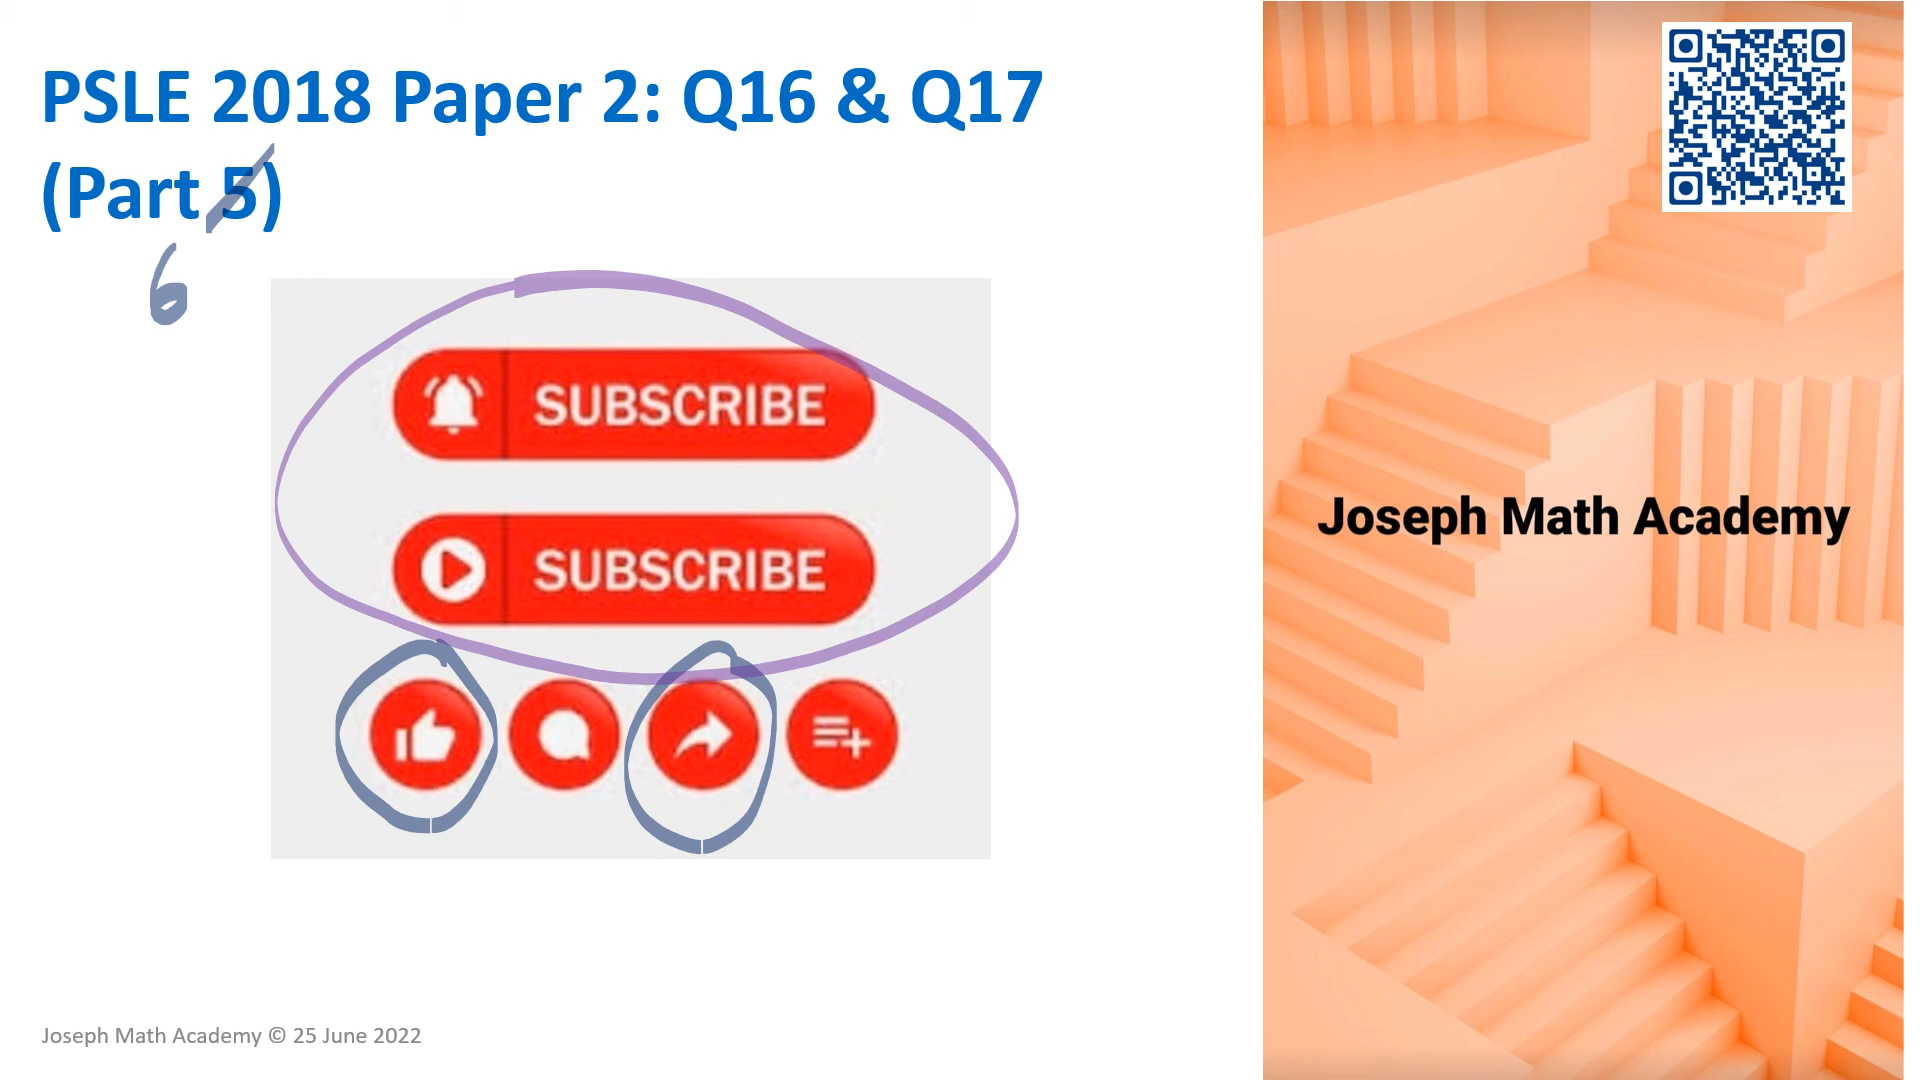 PSLE 2018 Paper 2: Q16 & Q17
(Part 5)
6
SUBSCRIBE
SUBSCRIBE
Joseph Math Academy
Joseph Math Academy © 25 June 2022